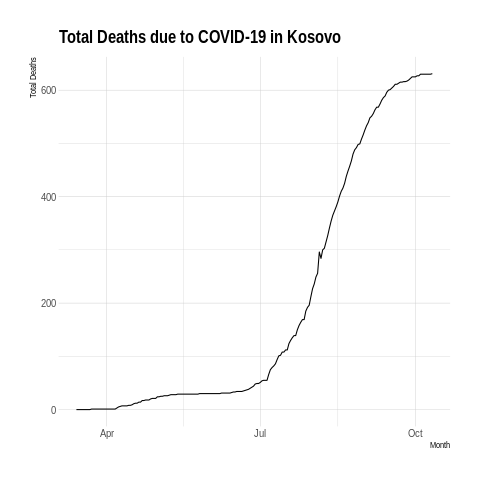 Total Deaths due to COVID-19 in Kosovo
Total Deaths
600
400
200
0
Apr Jul Oct
Month